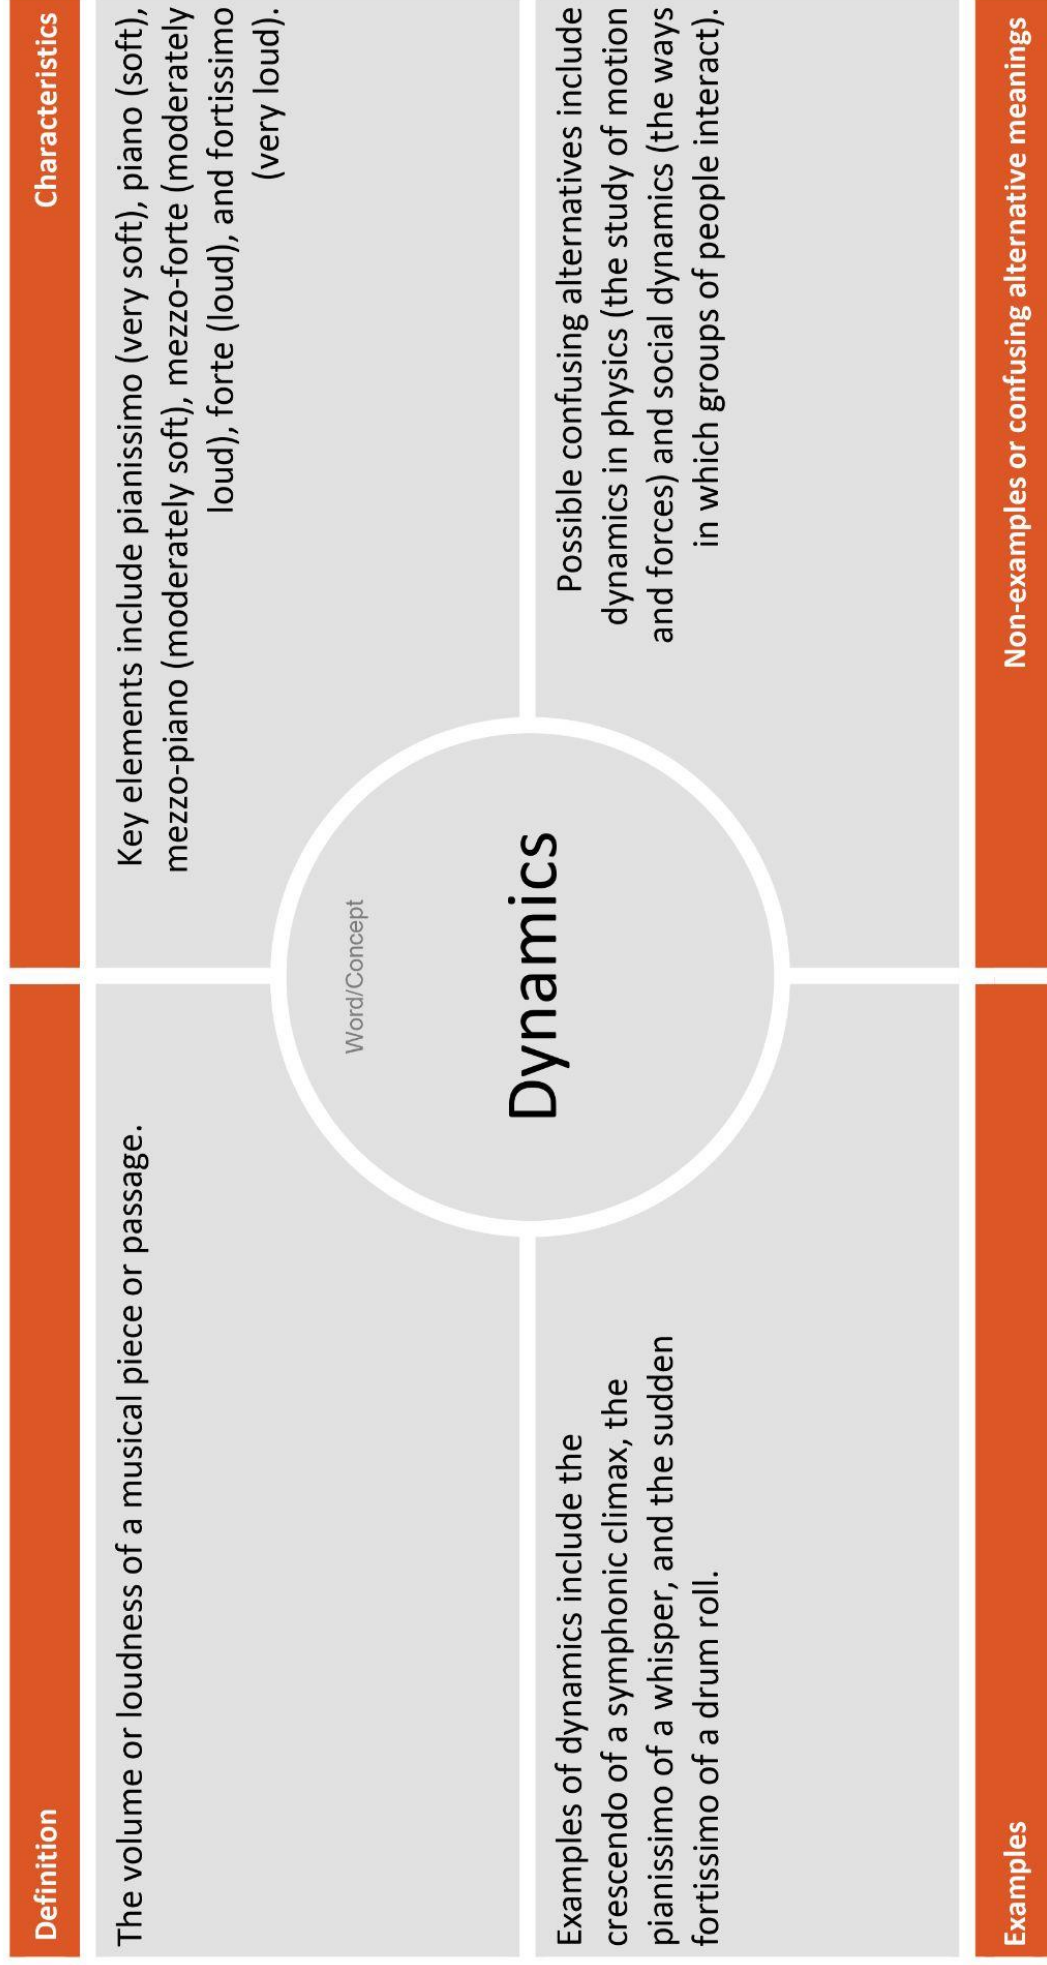 Definition
Characteristics
The volume or loudness of a musical piece or passage.
Key elements include pianissimo (very soft), piano (soft),
mezzo-piano (moderately soft), mezzo-forte (moderately
loud), forte (loud), and fortissimo
(very loud).
Word/Concept
Dynamics
Examples of dynamics include the
crescendo of a symphonic climax, the
pianissimo of a whisper, and the sudden
fortissimo of a drum roll.
Possible confusing alternatives include
dynamics in physics (the study of motion
and forces) and social dynamics (the ways
in which groups of people interact).
Examples
Non-examples or confusing alternative meanings